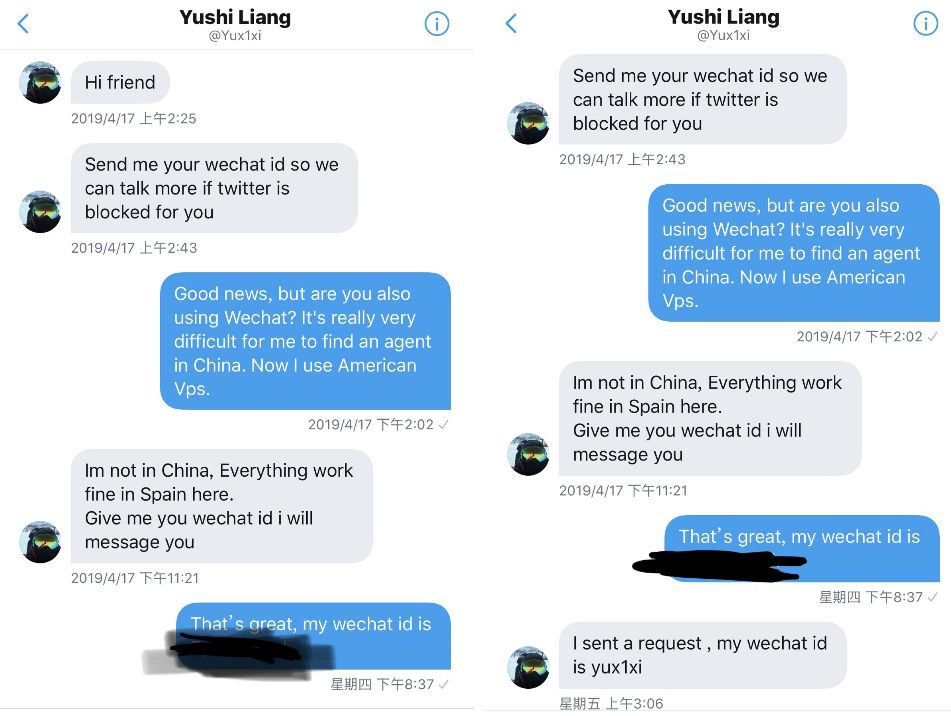 Yushi Liang
@Yux1xi
Hi friend
2019/4/17 上午2:25
Send me your wechat id so we
can talk more if twitter is
blocked for you
2019/4/17 上午2:43
Good news, but are you also
using Wechat? It's really very
difficult for me to find an agent
in China. Now I use American
Vps.
2019/4/17 下午2:02
Im not in China, Everything work
fine in Spain here.
Give me you wechat id i will
message you
2019/4/17 下午11:21
That's great, my wechat id is
星期四 下午8:37
Yushi Liang
@Yux1xi
Send me your wechat id so we
can talk more if twitter is
blocked for you
2019/4/17 上午2:43
Good news, but are you also
using Wechat? It's really very
difficult for me to find an agent
in China. Now I use American
Vps.
2019/4/17 下午2:02
Im not in China, Everything work
fine in Spain here.
Give me you wechat id i will
message you
2019/4/17 下午11:21
That's great, my wechat id is
星期四 下午8:37
I sent a request , my wechat id
is yux1xi
星期五 上午3:06